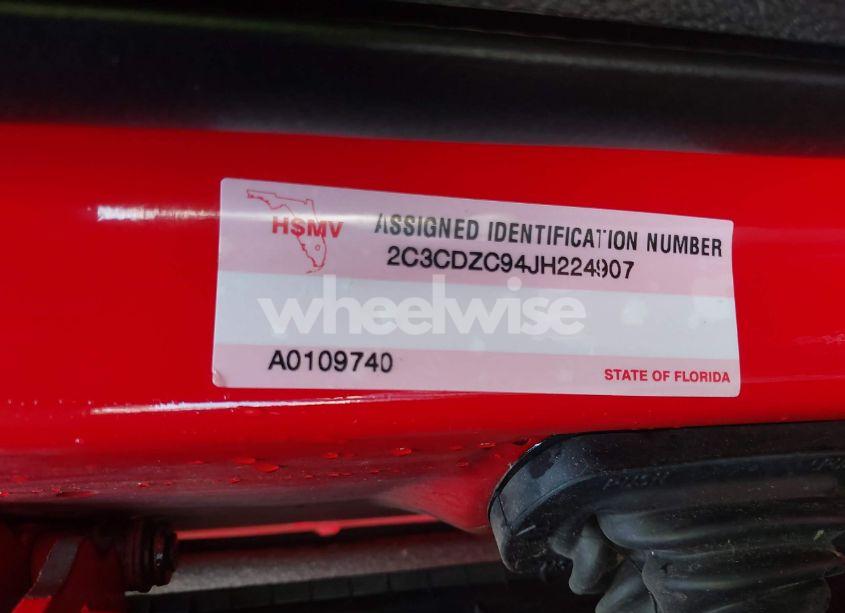 HSMV
ASSIGNED IDENTIFICATION NUMBER
2C3CDZC94JH224907
wheelwise
A0109740
STATE OF FLORIDA